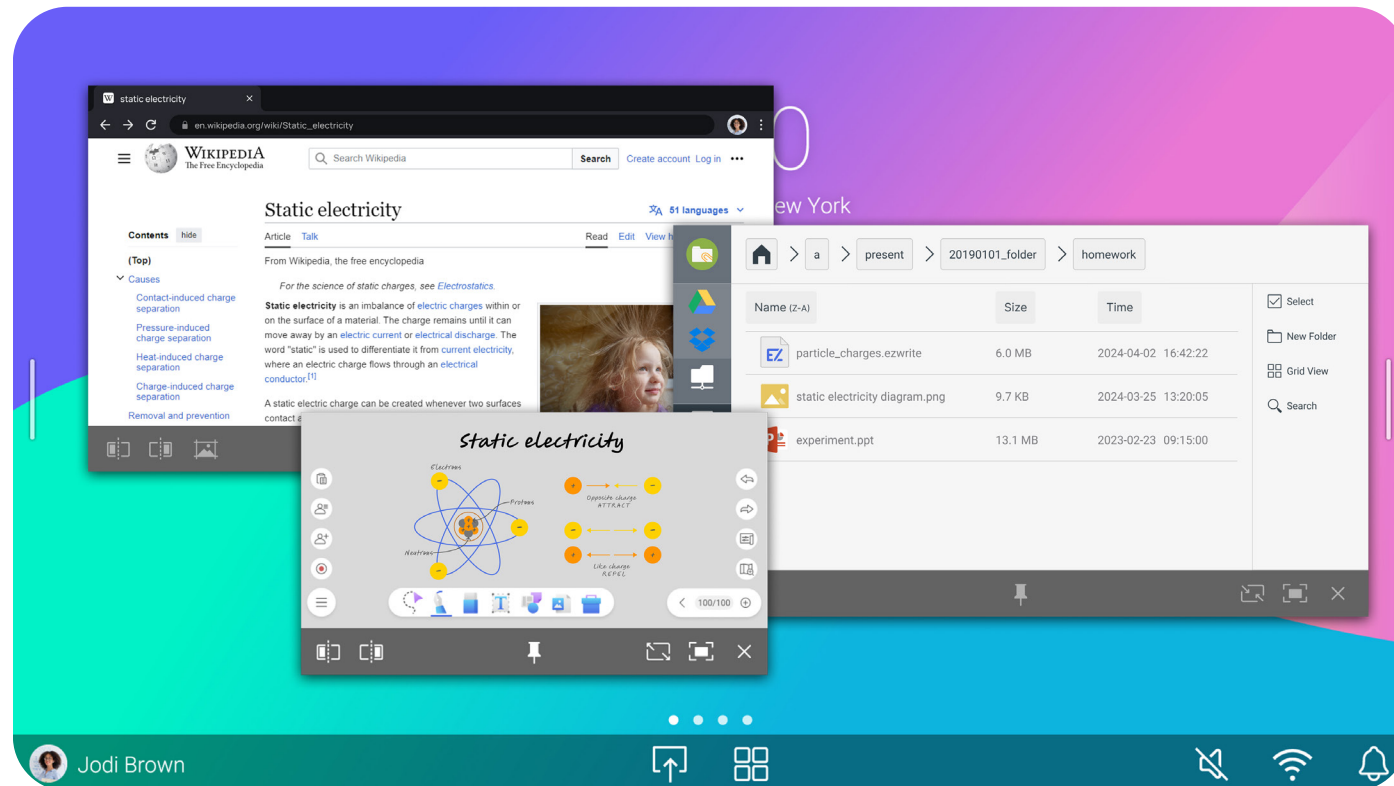 static electricity
en.wikipedia.org/wiki/Static_electricity
WIKIPEDIA
The Free Encyclopedia
Search Wikipedia
Search
Create account Log in
Static electricity
51 languages
Contents hide
Article Talk
Read Edit View h
(Top)
From Wikipedia, the free encyclopedia
Causes
For the science of static charges, see Electrostatics.
Contact-induced charge
separation
Pressure-induced
charge separation
Heat-induced charge
separation
Charge-induced charge
separation
Removal and prevention
Static electricity is an imbalance of electric charges within or
on the surface of a material. The charge remains until it can
move away by an electric current or electrical discharge. The
word "static" is used to differentiate it from current electricity,
where an electric charge flows through an electrical
conductor.[1]
A static electric charge can be created whenever two surfaces
contact a
0
ew York
a
present
20190101_folder
homework
Name (Z-A)
Size
Time
EZ particle_charges.ezwrite 6.0 MB 2024-04-02 16:42:22
static electricity diagram.png 9.7 KB 2024-03-25 13:20:05
experiment.ppt 13.1 MB 2023-02-23 09:15:00
Select
New Folder
Grid View
Search
Static electricity
Electrons
Protons
Neutrons
Opposite charge
ATTRACT
Like charge
REPEL
100/100
Jodi Brown